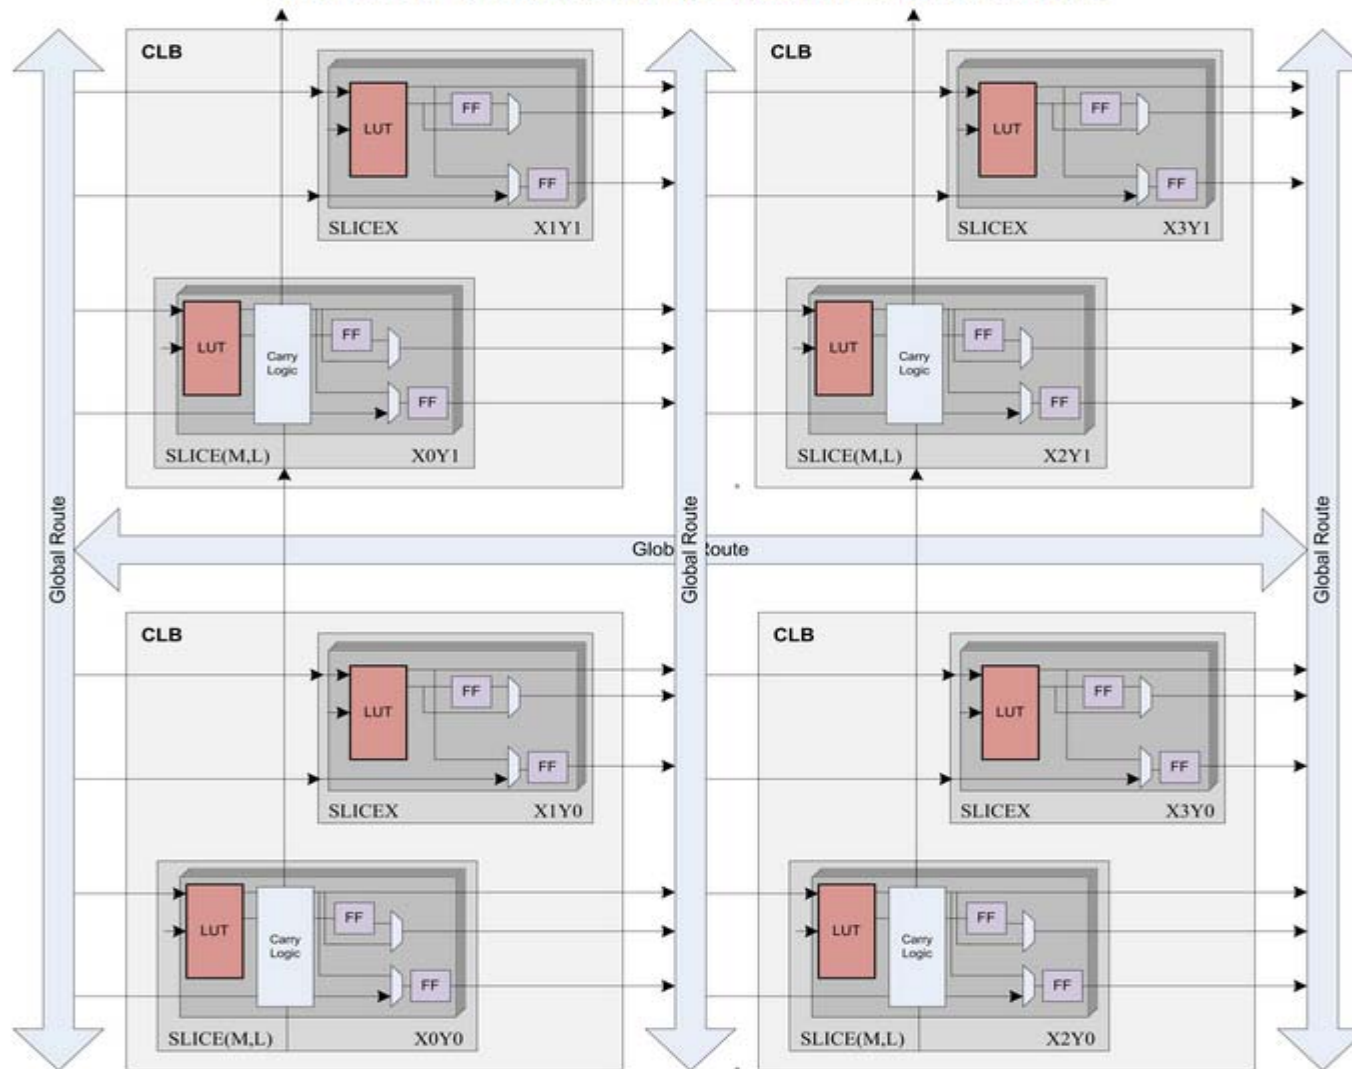 CLB
FF
LUT
FF
SLICEX X1Y1
LUT
Carry
Logic
FF
FF
SLICE(M,L) X0Y1
CLB
FF
LUT
FF
SLICEX X3Y1
LUT
Carry
Logic
FF
FF
SLICE(M,L) X2Y1
Global Route
Global Route
Global Route
Global Route
CLB
FF
LUT
FF
SLICEX X1Y0
LUT
Carry
Logic
FF
FF
SLICE(M,L) X0Y0
CLB
FF
LUT
FF
SLICEX X3Y0
LUT
Carry
Logic
FF
FF
SLICE(M,L) X2Y0